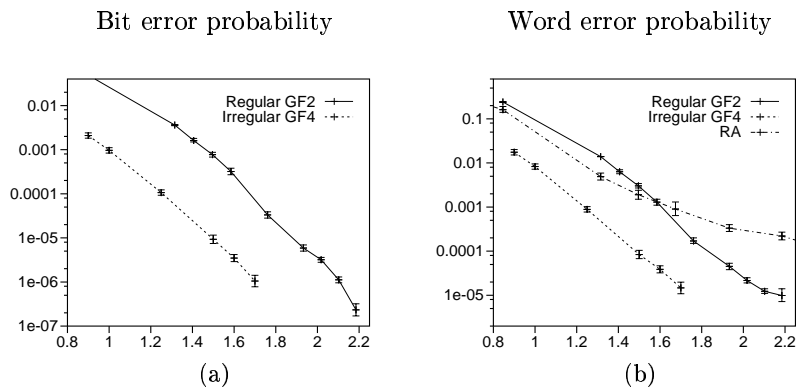 Bit error probability
Word error probability
Regular GF2
Irregular GF4
0.01
0.001
0.0001
1e-05
1e-06
1e-07
0.8 1 1.2 1.4 1.6 1.8 2 2.2
(a)
Regular GF2
Irregular GF4
RA
0.1
0.01
0.001
0.0001
1e-05
0.8 1 1.2 1.4 1.6 1.8 2 2.2
(b)